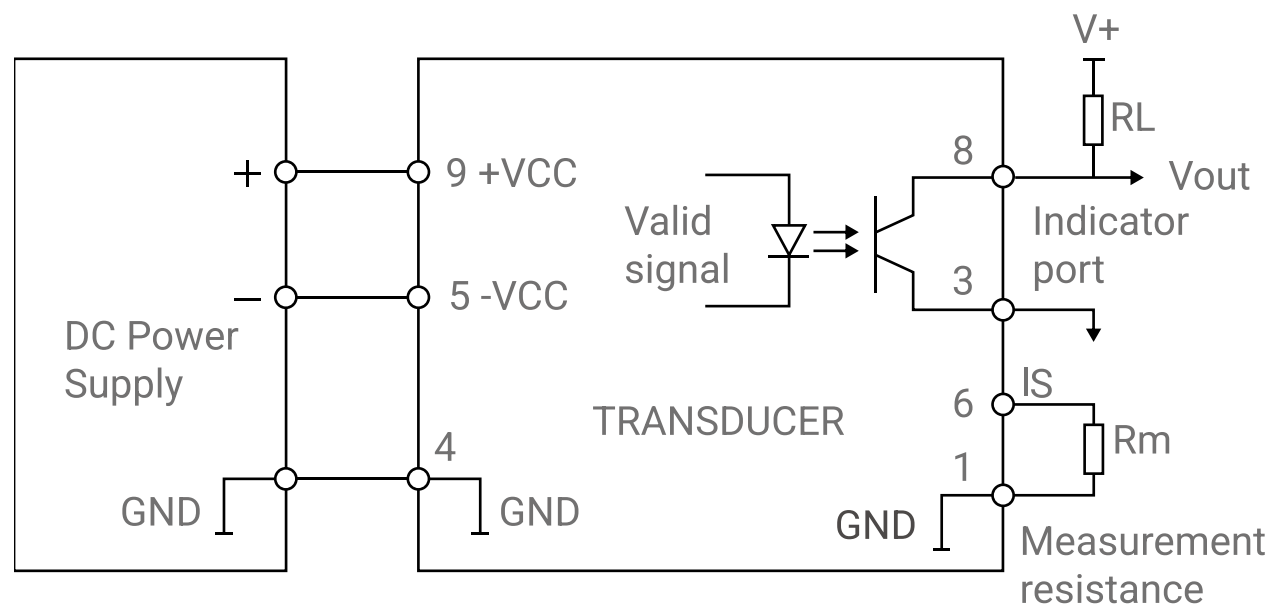 V+
RL
8
+
9 +VCC
Vout
Valid
signal
Indicator
port
3
−
5 -VCC
DC Power
Supply
IS
6
TRANSDUCER
4
Rm
1
GND
GND
GND
Measurement
resistance